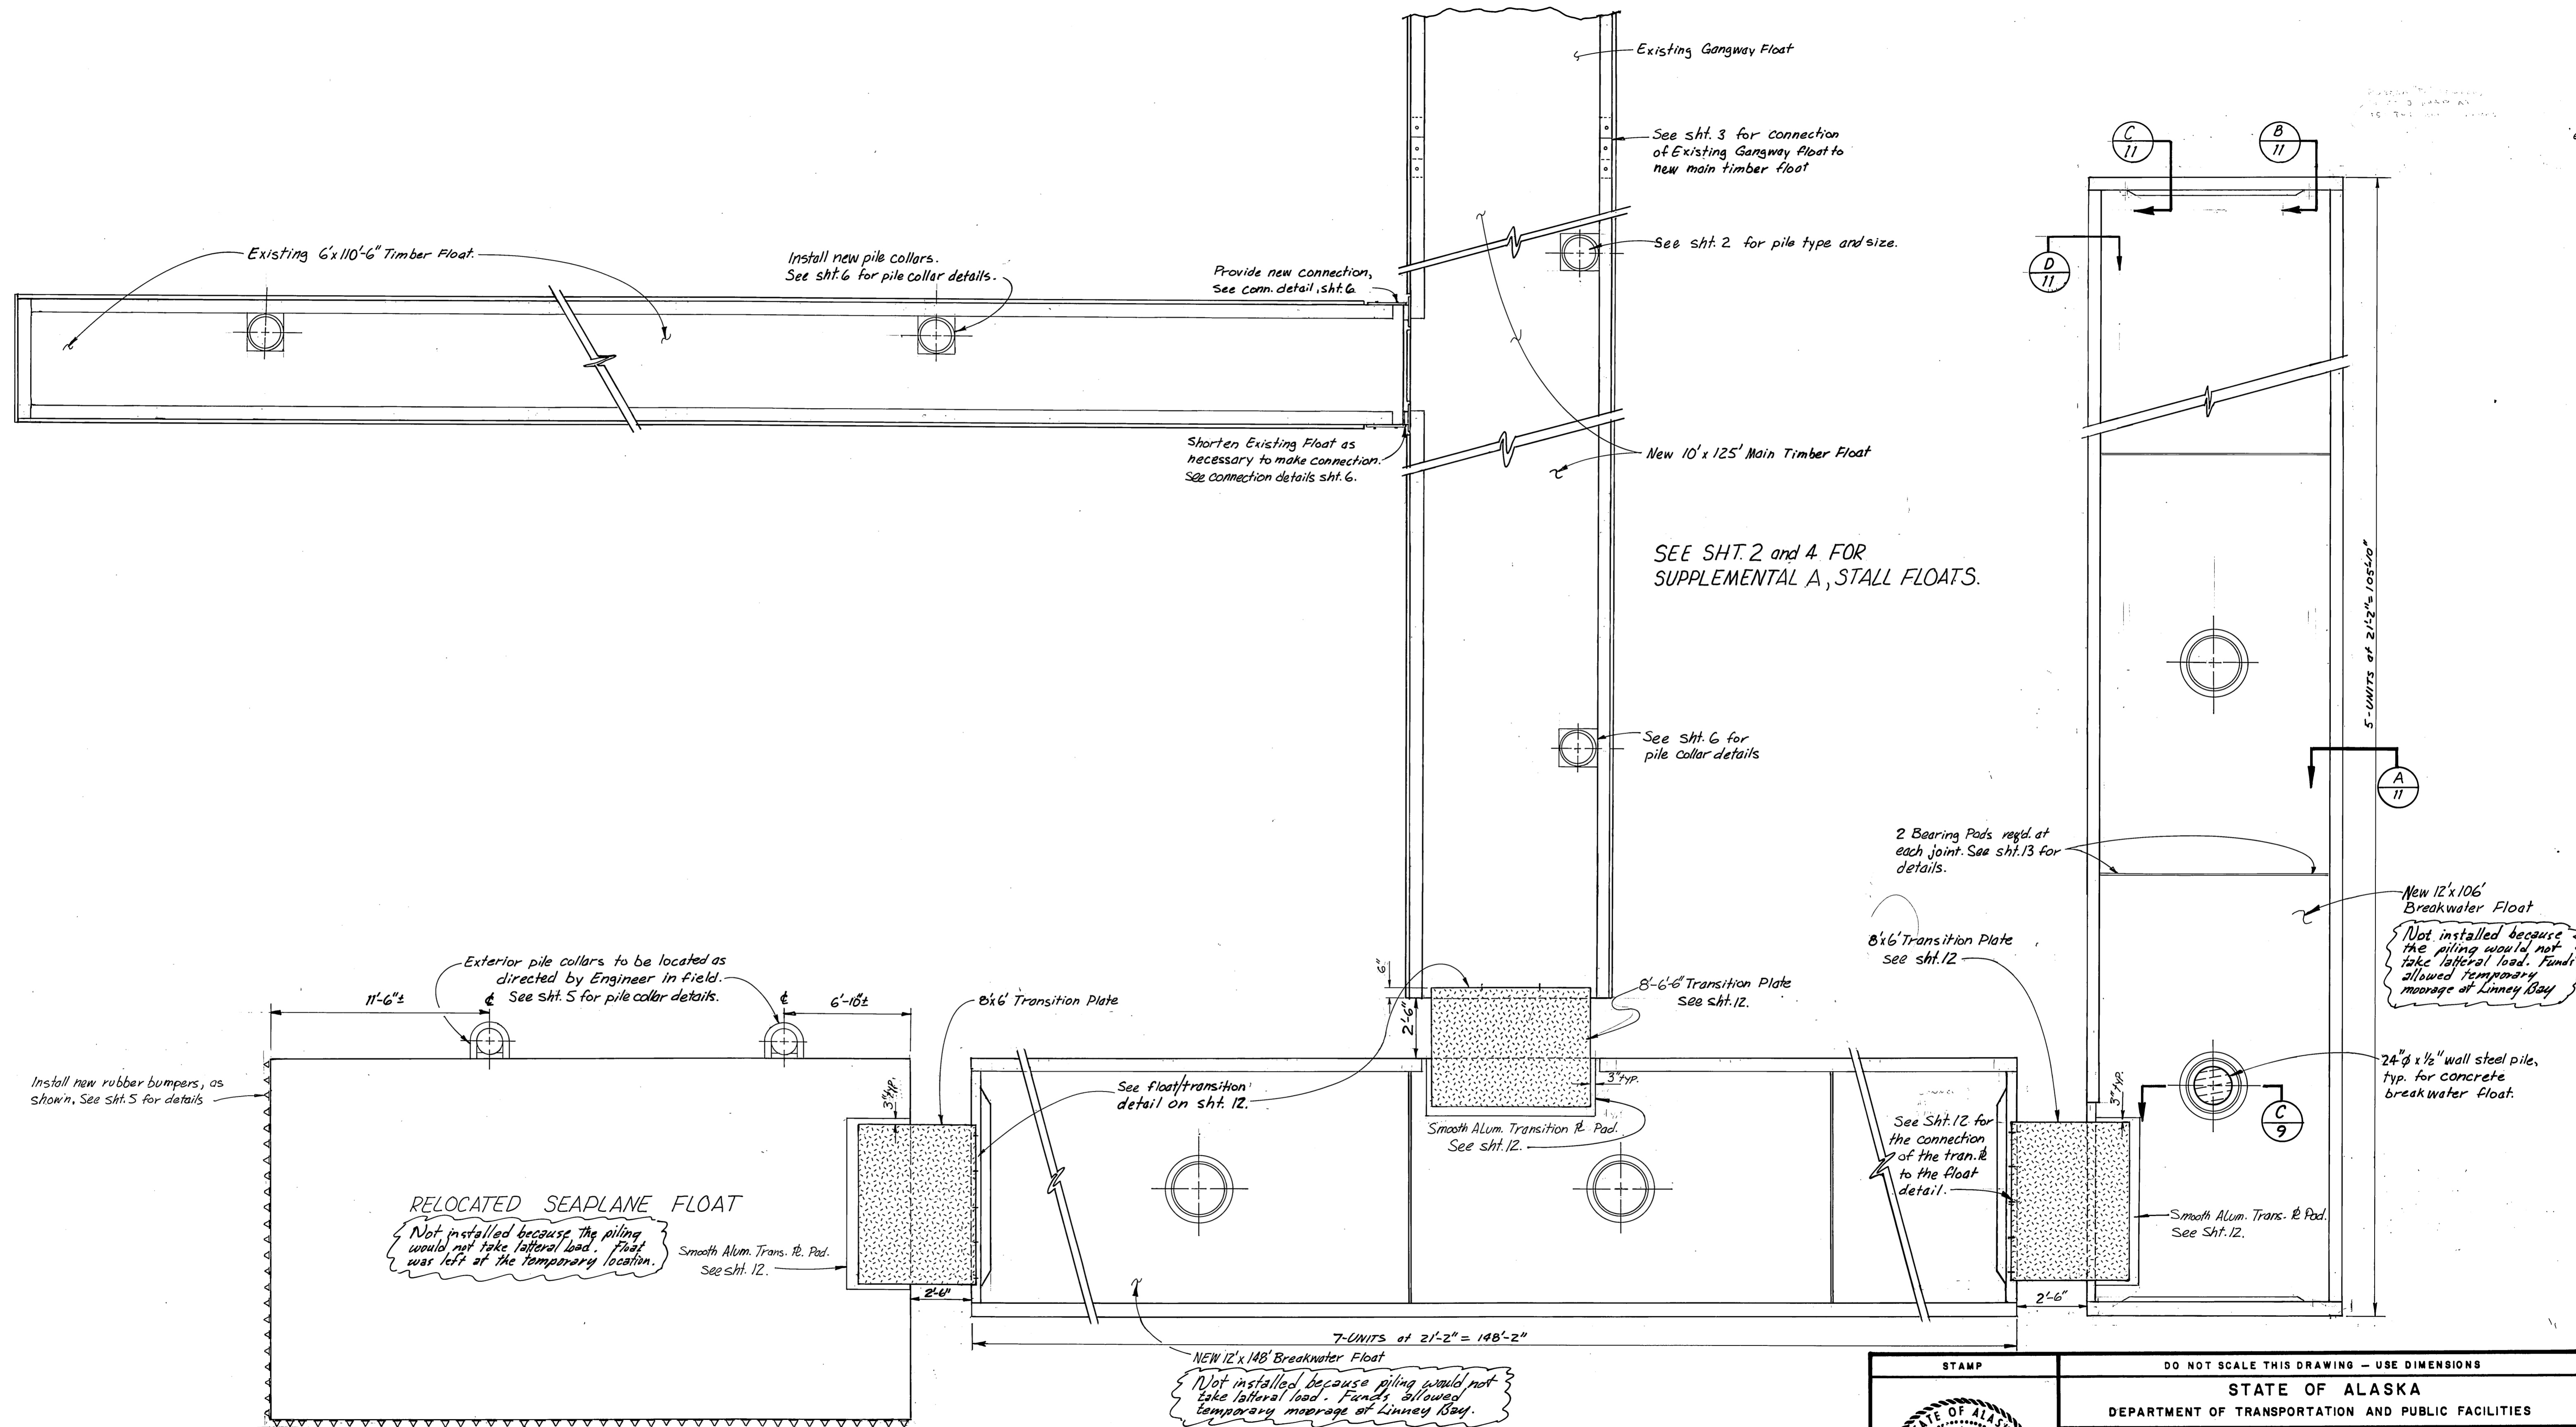 Existing Gangway Float
See sht. 3 for connection
of Existing Gangway float to
new main timber float
C
11
B
11
D
11
Existing 6'x110'-6" Timber Float.
Install new pile collars.
See sht. 6 for pile collar details.
Provide new connection,
See conn. detail, sht. 6
See sht. 2 for pile type and size.
Shorten Existing Float as
necessary to make connection.
See connection details sht. 6.
New 10' x 125' Main Timber Float
SEE SHT. 2 and 4 FOR
SUPPLEMENTAL A, STALL FLOATS.
5-UNITS at 21'-2" = 105'-10"
See sht. 6 for
pile collar details
A
11
2 Bearing Pads req'd. at
each joint. See sht. 13 for
details.
New 12'x106'
Breakwater Float
Not installed because
the piling would not
take latteral load. Funds
allowed temporary
moorage at Linney Bay
8'x6' Transition Plate
see sht. 12
Exterior pile collars to be located as
directed by Engineer in field.
See sht. 5 for pile collar details.
11'-6"±
℄
℄
6'-10"±
8'x6' Transition Plate
6"
2'-6"
8'-6'-6" Transition Plate
See sht. 12.
Install new rubber bumpers, as
shown, See sht. 5 for details
3" typ.
See float/transition
detail on sht. 12.
3" typ.
Smooth Alum. Transition ⅊ Pad.
See sht. 12.
See Sht. 12 for
the connection
of the tran. ⅊
to the float
detail.
3" typ.
24"ø x 1/2" wall steel pile,
typ. for concrete
breakwater float.
C
9
RELOCATED SEAPLANE FLOAT
Not installed because the piling
would not take latteral load. Float
was left at the temporary location.
Smooth Alum. Trans. ⅊. Pad.
See sht. 12.
Smooth Alum. Trans. ⅊ Pad.
See Sht. 12.
2'-6"
2'-6"
7-UNITS at 21'-2" = 148'-2"
NEW 12' x 148' Breakwater Float
Not installed because piling would not
take latteral load. Funds allowed
temporary moorage at Linney Bay.
STAMP
DO NOT SCALE THIS DRAWING — USE DIMENSIONS
STATE OF ALASKA
DEPARTMENT OF TRANSPORTATION AND PUBLIC FACILITIES